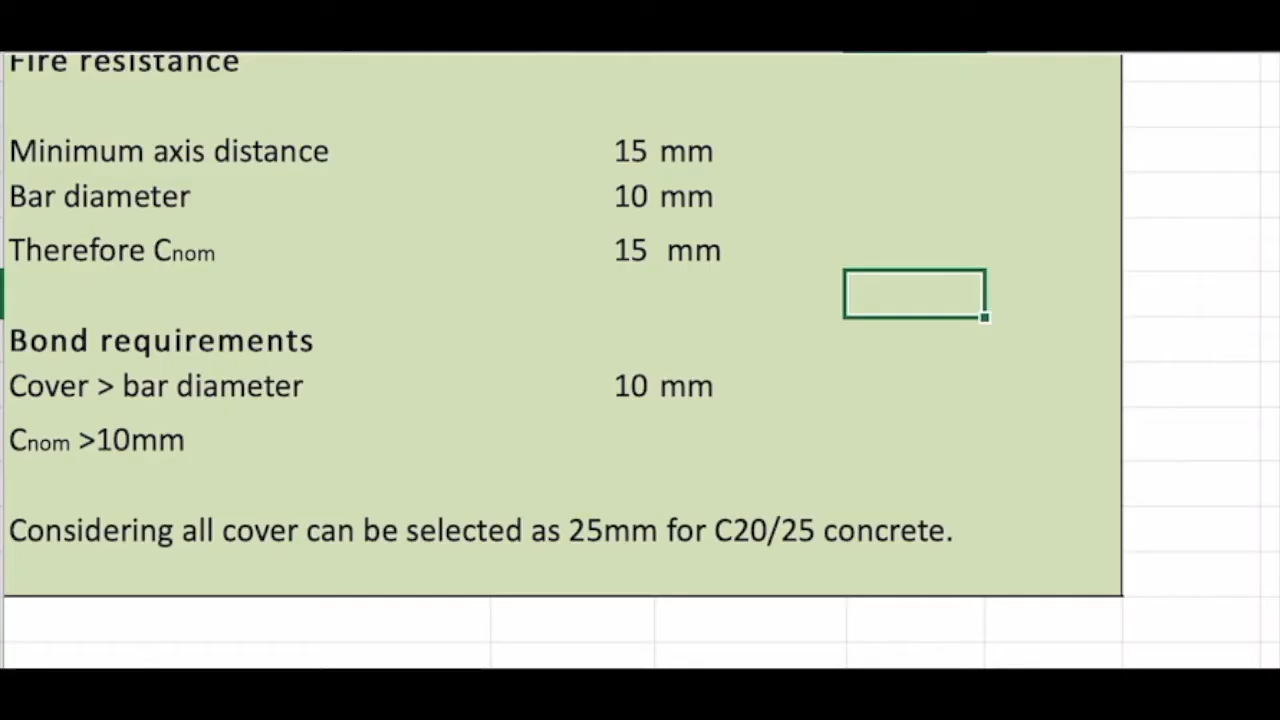 Fire resistance
Minimum axis distance 15 mm
Bar diameter 10 mm
Therefore Cnom 15 mm
Bond requirements
Cover > bar diameter 10 mm
Cnom >10mm
Considering all cover can be selected as 25mm for C20/25 concrete.